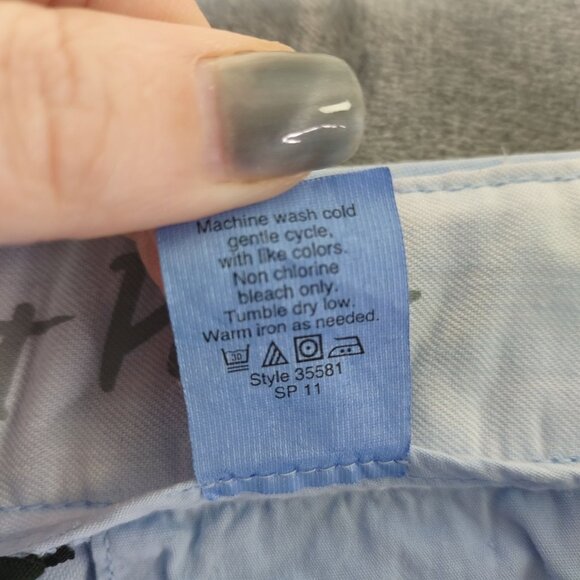 Machine wash cold
gentle cycle,
with like colors.
Non chlorine
bleach only.
Tumble dry low.
Warm iron as needed.
30
Style 35581
SP 11